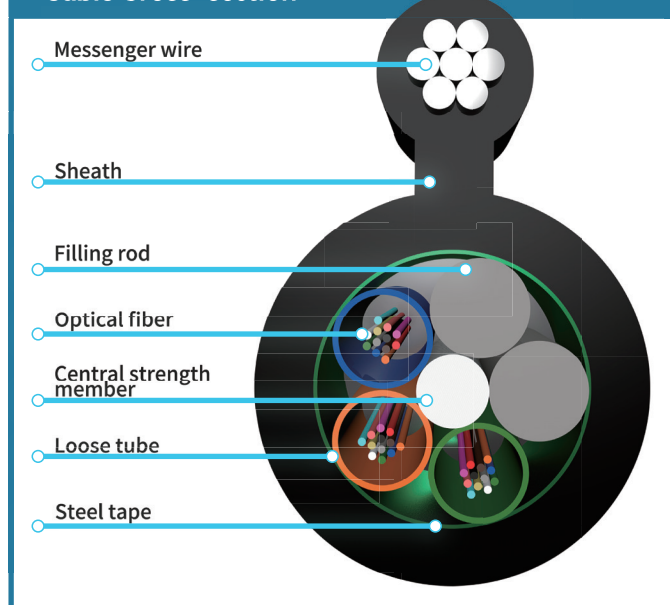 Messenger wire
Sheath
Filling rod
Optical fiber
Central strength
member
Loose tube
Steel tape